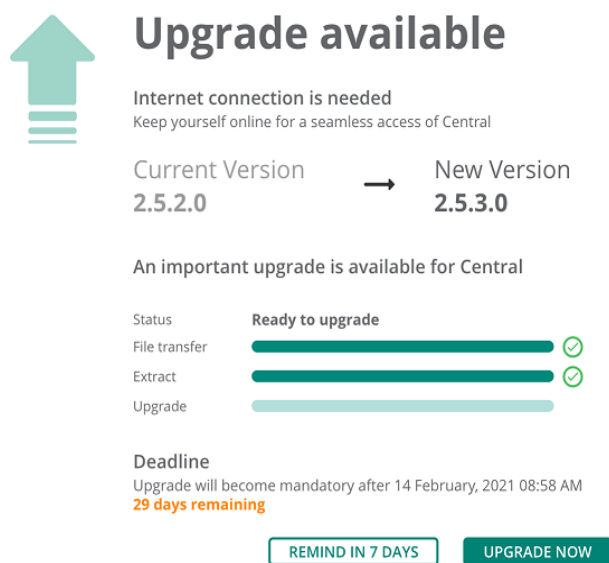 Upgrade available
Internet connection is needed
Keep yourself online for a seamless access of Central
Current Version
2.5.2.0
New Version
2.5.3.0
An important upgrade is available for Central
Status Ready to upgrade
File transfer
Extract
Upgrade
Deadline
Upgrade will become mandatory after 14 February, 2021 08:58 AM
29 days remaining
REMIND IN 7 DAYS UPGRADE NOW